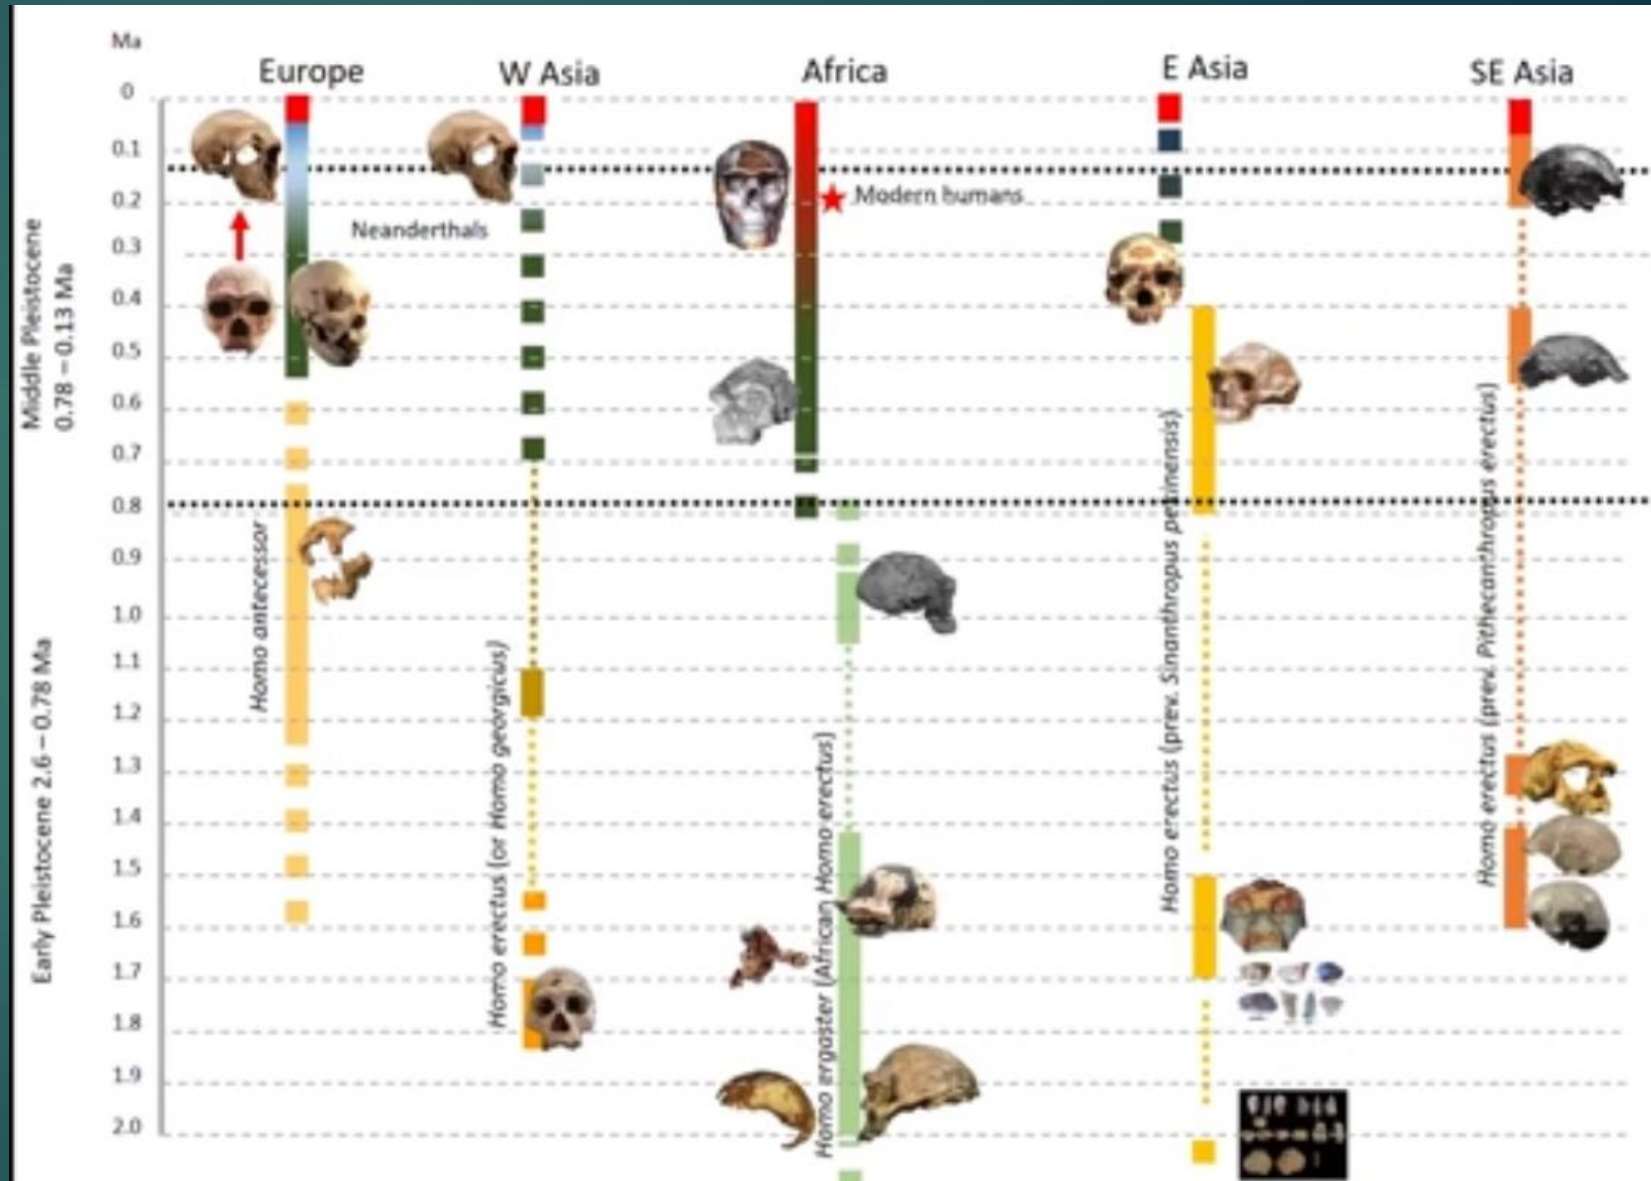 Ma
Europe
W Asia
Africa
E Asia
SE Asia
0
0.1
0.2
0.3
0.4
0.5
0.6
0.7
0.8
0.9
1.0
1.1
1.2
1.3
1.4
1.5
1.6
1.7
1.8
1.9
2.0
Middle Pleistocene
0.78 – 0.13 Ma
Early Pleistocene 2.6 – 0.78 Ma
Neanderthals
Modern humans
Homo antecessor
Homo erectus (or Homo georgicus)
Homo ergaster (African Homo erectus)
Homo erectus (prev. Sinanthropus pekinensis)
Homo erectus (prev. Pithecanthropus erectus)